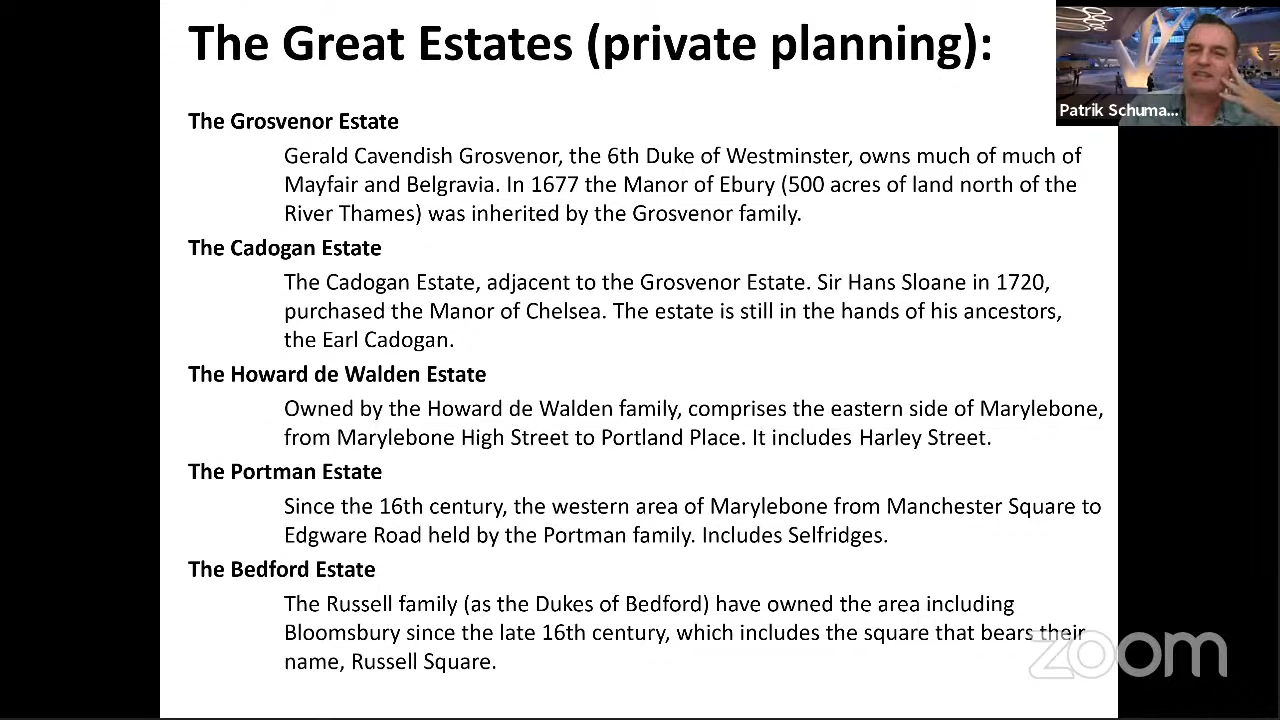 The Great Estates (private planning):
Patrik Schuma...
The Grosvenor Estate
Gerald Cavendish Grosvenor, the 6th Duke of Westminster, owns much of much of
Mayfair and Belgravia. In 1677 the Manor of Ebury (500 acres of land north of the
River Thames) was inherited by the Grosvenor family.
The Cadogan Estate
The Cadogan Estate, adjacent to the Grosvenor Estate. Sir Hans Sloane in 1720,
purchased the Manor of Chelsea. The estate is still in the hands of his ancestors,
the Earl Cadogan.
The Howard de Walden Estate
Owned by the Howard de Walden family, comprises the eastern side of Marylebone,
from Marylebone High Street to Portland Place. It includes Harley Street.
The Portman Estate
Since the 16th century, the western area of Marylebone from Manchester Square to
Edgware Road held by the Portman family. Includes Selfridges.
The Bedford Estate
The Russell family (as the Dukes of Bedford) have owned the area including
Bloomsbury since the late 16th century, which includes the square that bears their
name, Russell Square.
zoom